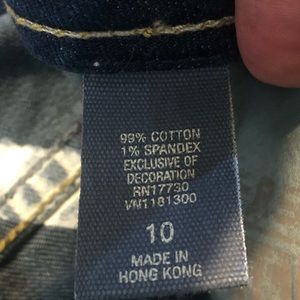 99% COTTON
1% SPANDEX
EXCLUSIVE OF
DECORATION
RN17730
VN1181300
10
MADE IN
HONG KONG